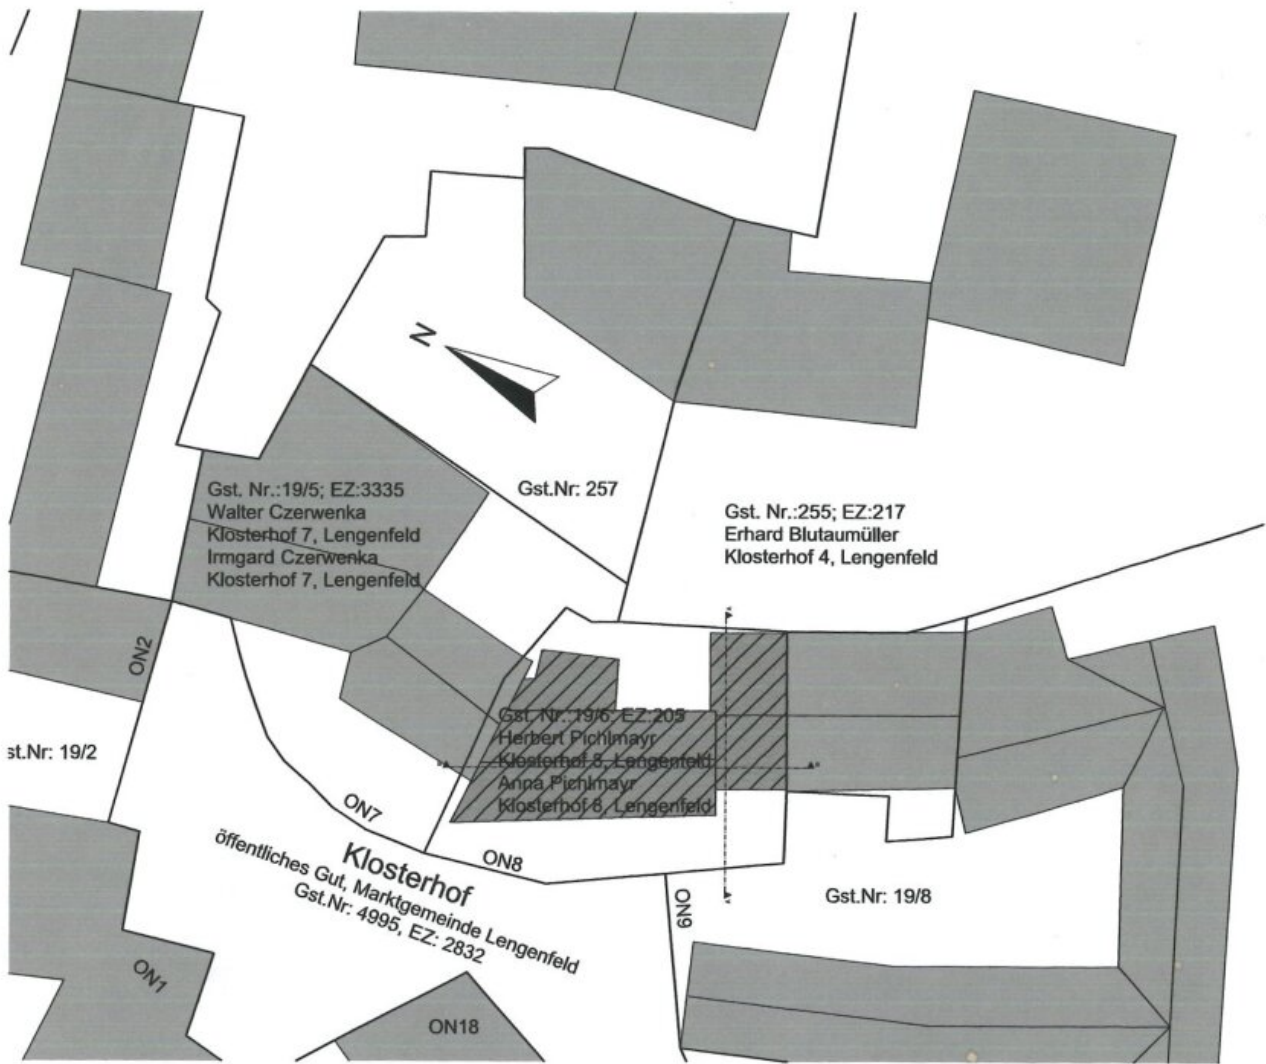 N
Gst. Nr.:19/5; EZ:3335
Walter Czerwenka
Klosterhof 7, Lengenfeld
Irmgard Czerwenka
Klosterhof 7, Lengenfeld
Gst.Nr: 257
Gst. Nr.:255; EZ:217
Erhard Blutaumüller
Klosterhof 4, Lengenfeld
ON2
st.Nr: 19/2
Gst. Nr.:19/6; EZ:205
Herbert Pichlmayr
Klosterhof 8, Lengenfeld
Anna Pichlmayr
Klosterhof 8, Lengenfeld
ON7
ON8
Klosterhof
öffentliches Gut, Marktgemeinde Lengenfeld
Gst.Nr: 4995, EZ: 2832
ON9
Gst.Nr: 19/8
ON1
ON18